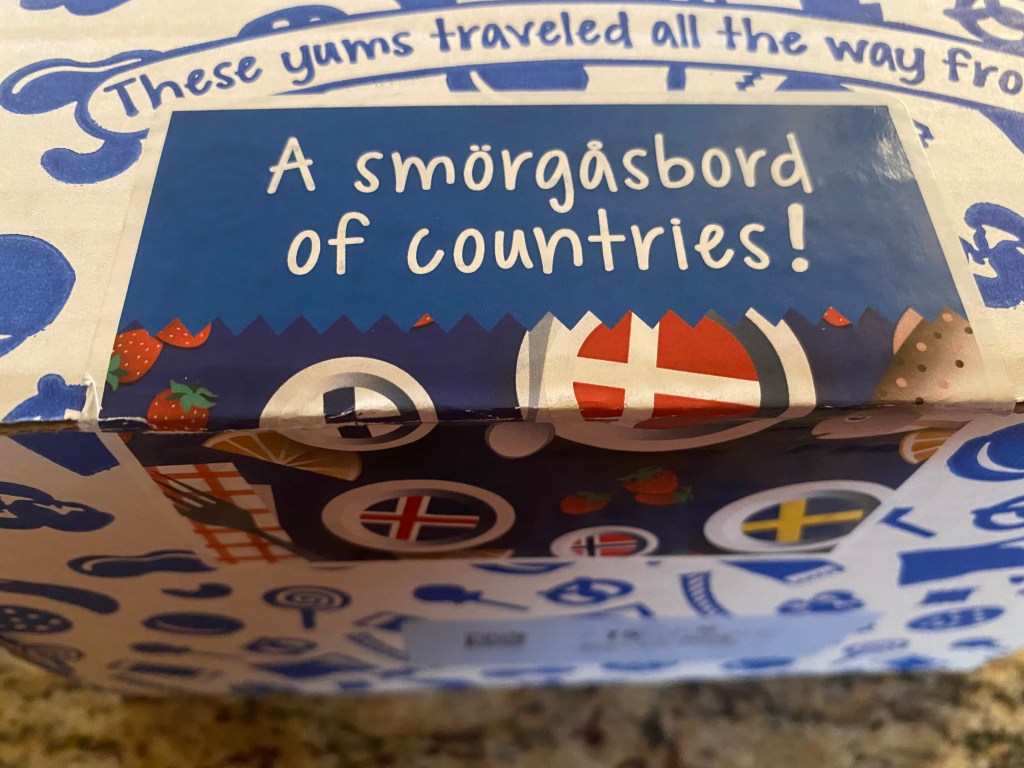 These yums traveled all the way fro
A smörgåsbord
of countries!